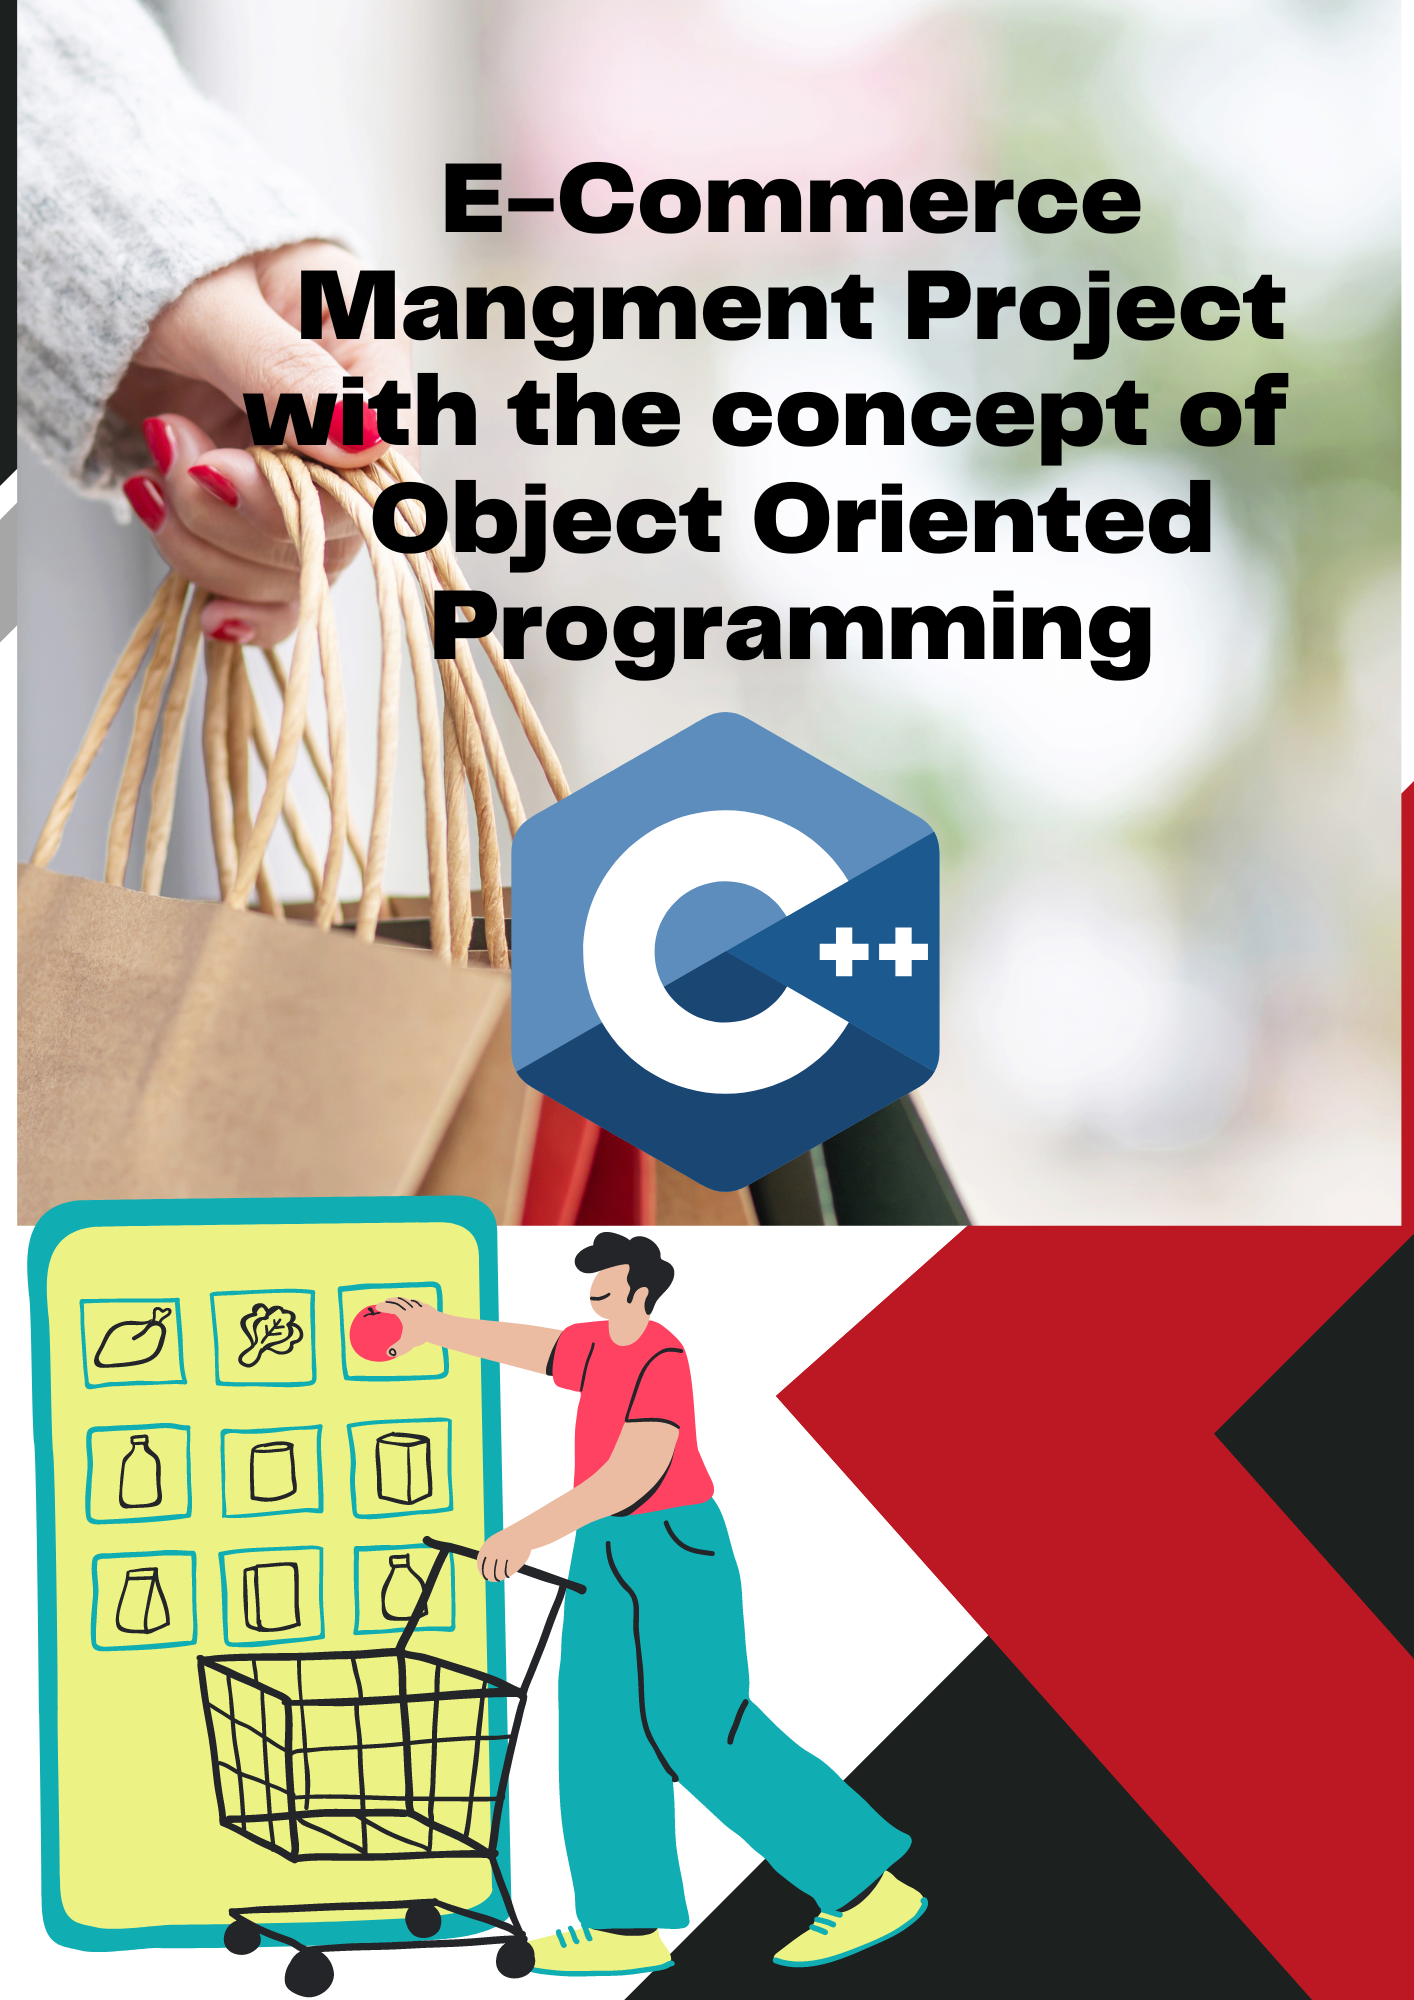 E-Commerce
Mangment Project
with the concept of
Object Oriented
Programming
C++